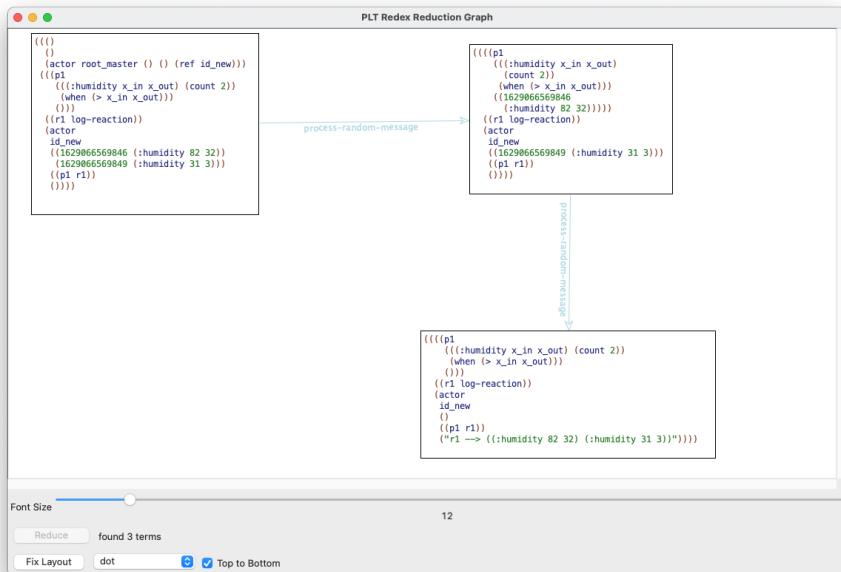 PLT Redex Reduction Graph
((()
()
(actor root_master () () (ref id_new)))
(((p1
(((:humidity x_in x_out) (count 2))
(when (> x_in x_out)))
()))
((r1 log-reaction))
(actor
id_new
((1629066569846 (:humidity 82 32))
(1629066569849 (:humidity 31 3)))
((p1 r1))
())))
process-random-message
((((p1
(((:humidity x_in x_out)
(count 2))
(when (> x_in x_out)))
((1629066569846
(:humidity 82 32)))))
((r1 log-reaction))
(actor
id_new
((1629066569849 (:humidity 31 3)))
((p1 r1))
())))
process-random-message
((((p1
(((:humidity x_in x_out) (count 2))
(when (> x_in x_out)))
()))
((r1 log-reaction))
(actor
id_new
()
((p1 r1))
("r1 --> ((:humidity 82 32) (:humidity 31 3))"))))
Font Size
12
Reduce found 3 terms
Fix Layout dot Top to Bottom